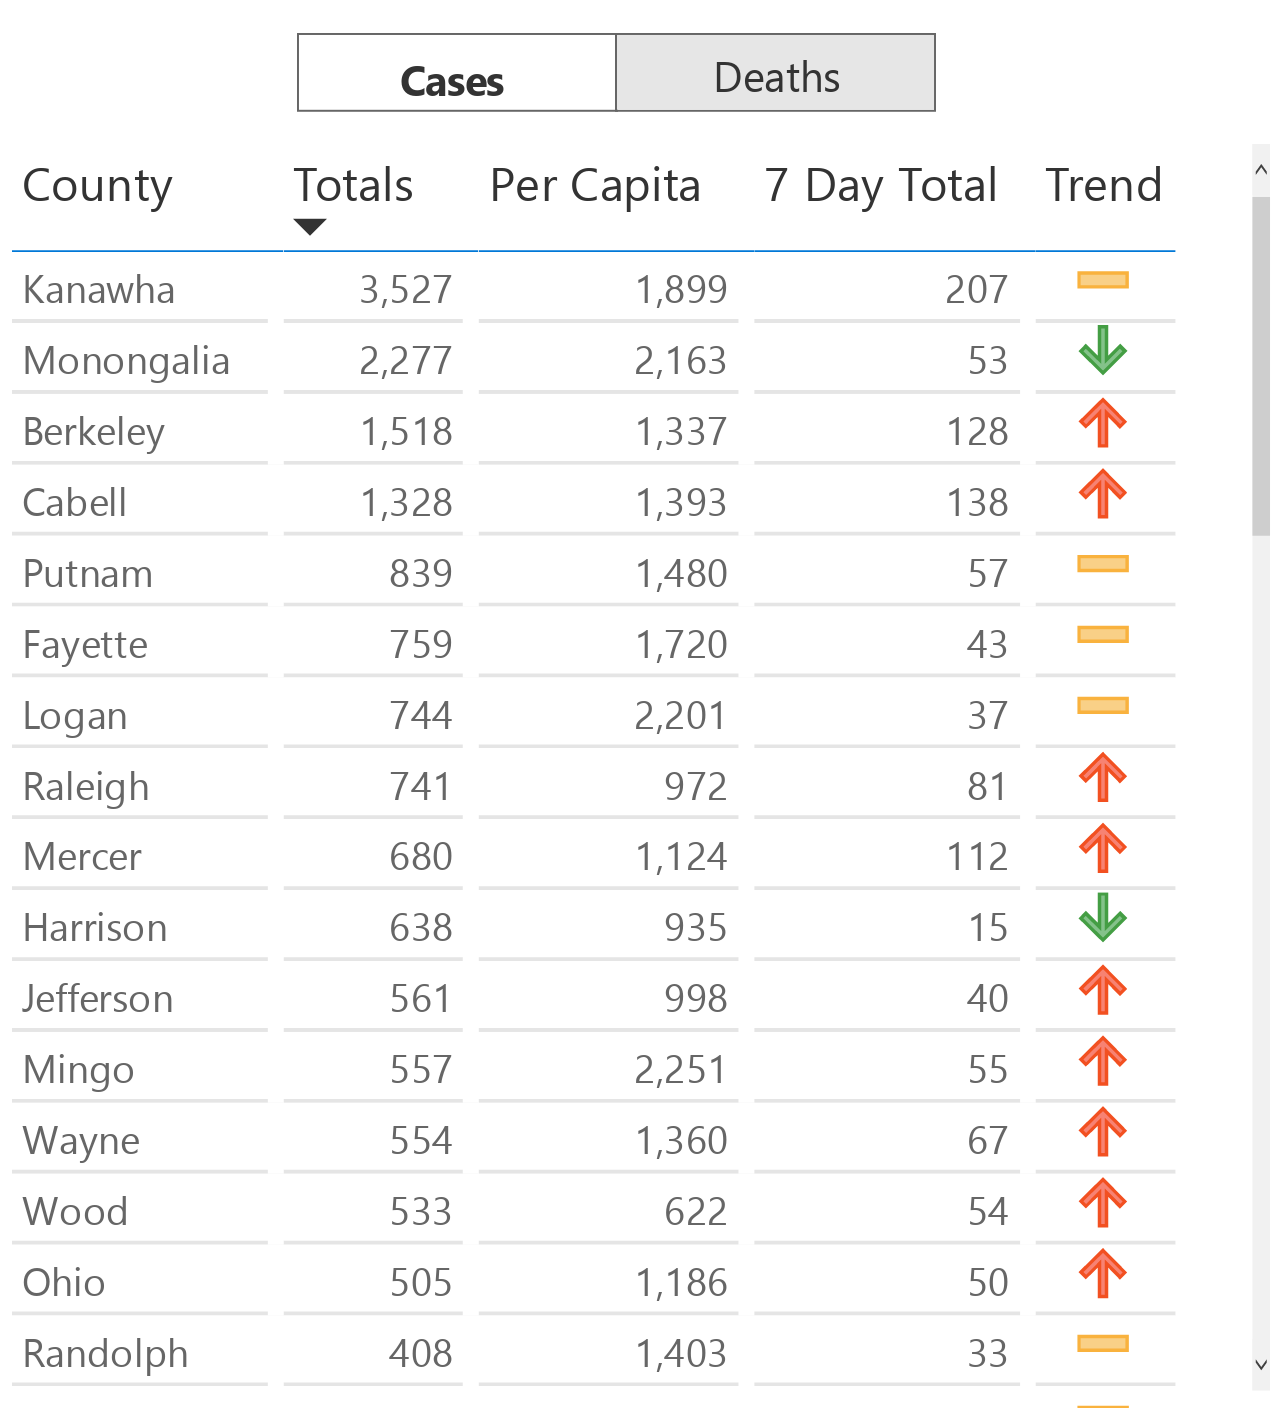 Cases Deaths
County Totals Per Capita 7 Day Total Trend
Kanawha 3,527 1,899 207
Monongalia 2,277 2,163 53
Berkeley 1,518 1,337 128
Cabell 1,328 1,393 138
Putnam 839 1,480 57
Fayette 759 1,720 43
Logan 744 2,201 37
Raleigh 741 972 81
Mercer 680 1,124 112
Harrison 638 935 15
Jefferson 561 998 40
Mingo 557 2,251 55
Wayne 554 1,360 67
Wood 533 622 54
Ohio 505 1,186 50
Randolph 408 1,403 33